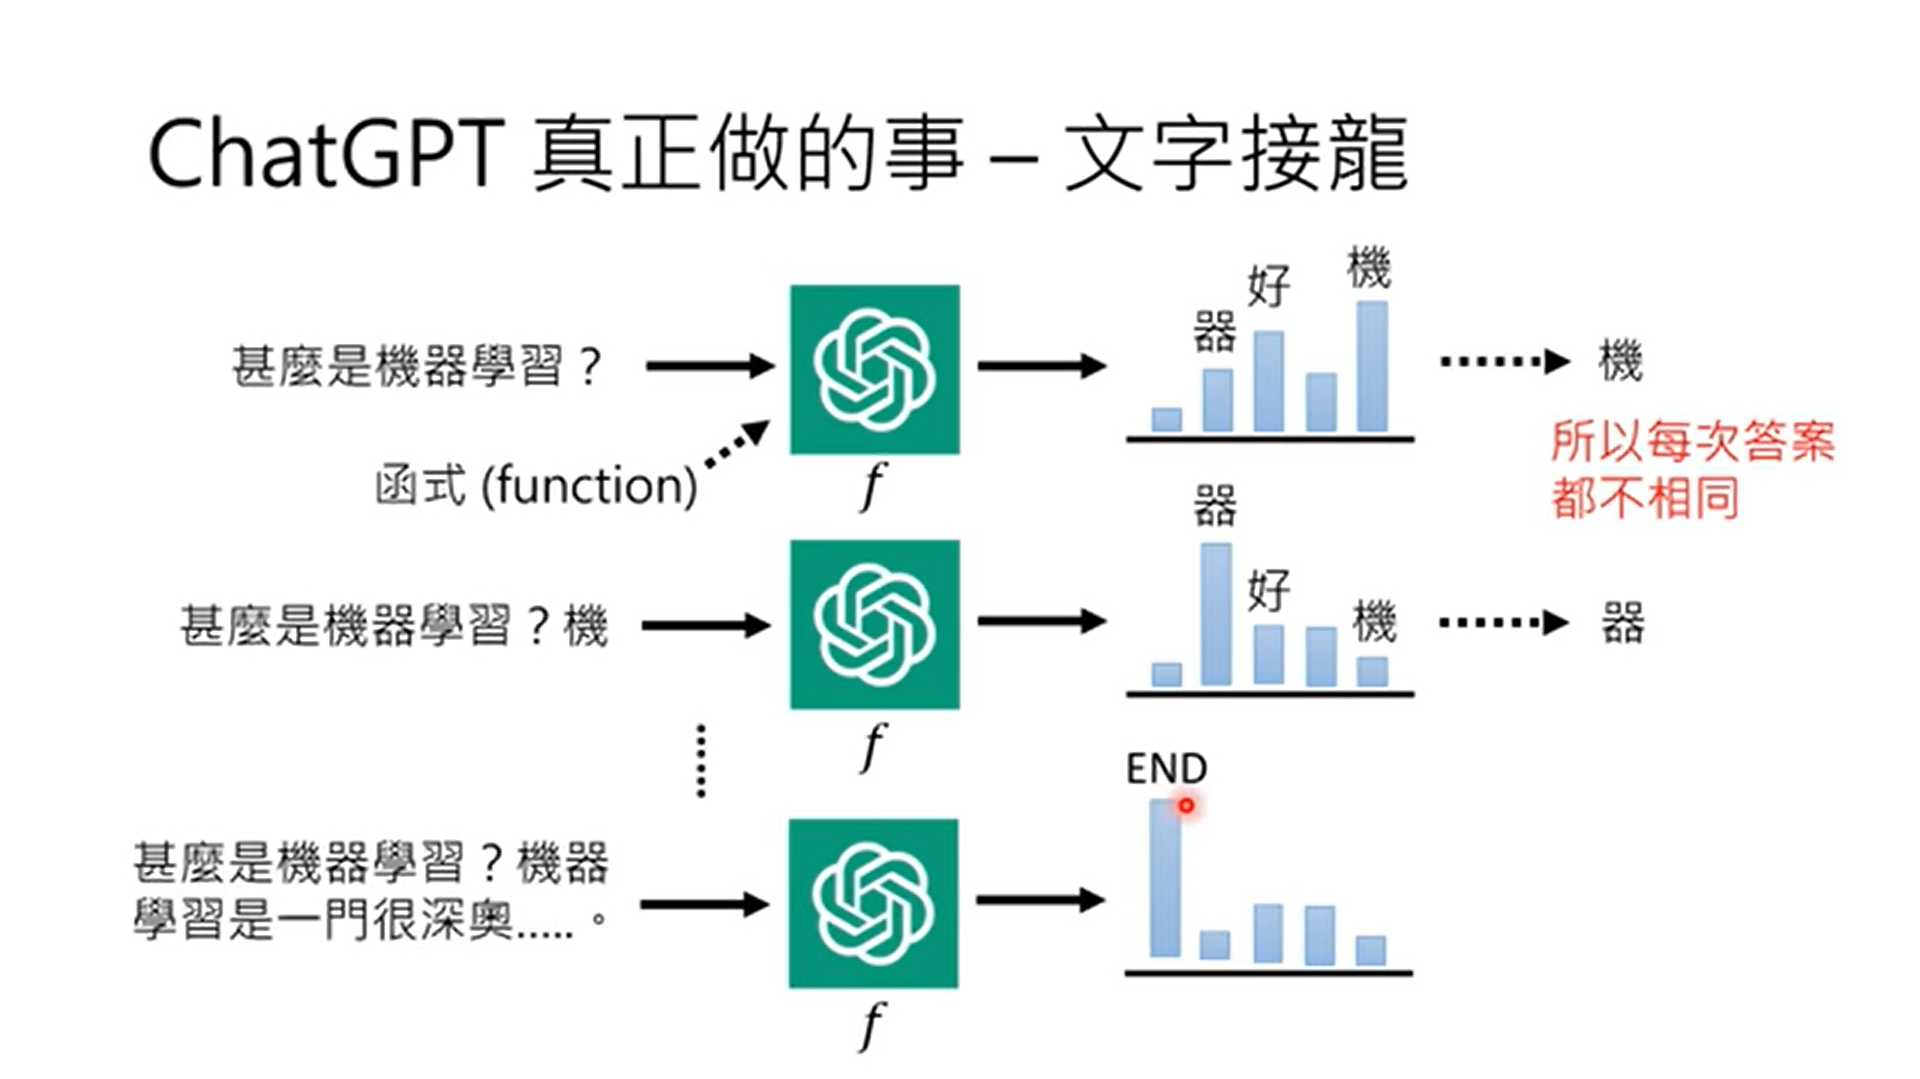 ChatGPT 真正做的事 – 文字接龍
甚麼是機器學習？
函式 (function)
f
器
好
機
機
所以每次答案
都不相同
甚麼是機器學習？機
f
器
好
機
器
甚麼是機器學習？機器
學習是一門很深奧.....。
f
END